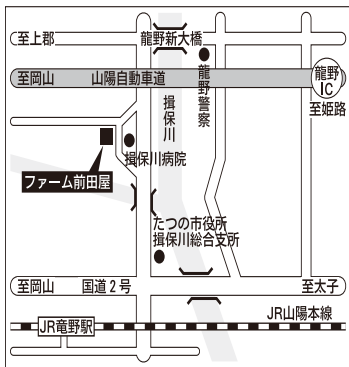 至上郡
龍野新大橋
至岡山
山陽自動車道
龍野
IC
揖保川
龍野警察
至姫路
揖保川病院
ファーム前田屋
たつの市役所
揖保川総合支所
至岡山
国道2号
至太子
JR山陽本線
JR竜野駅